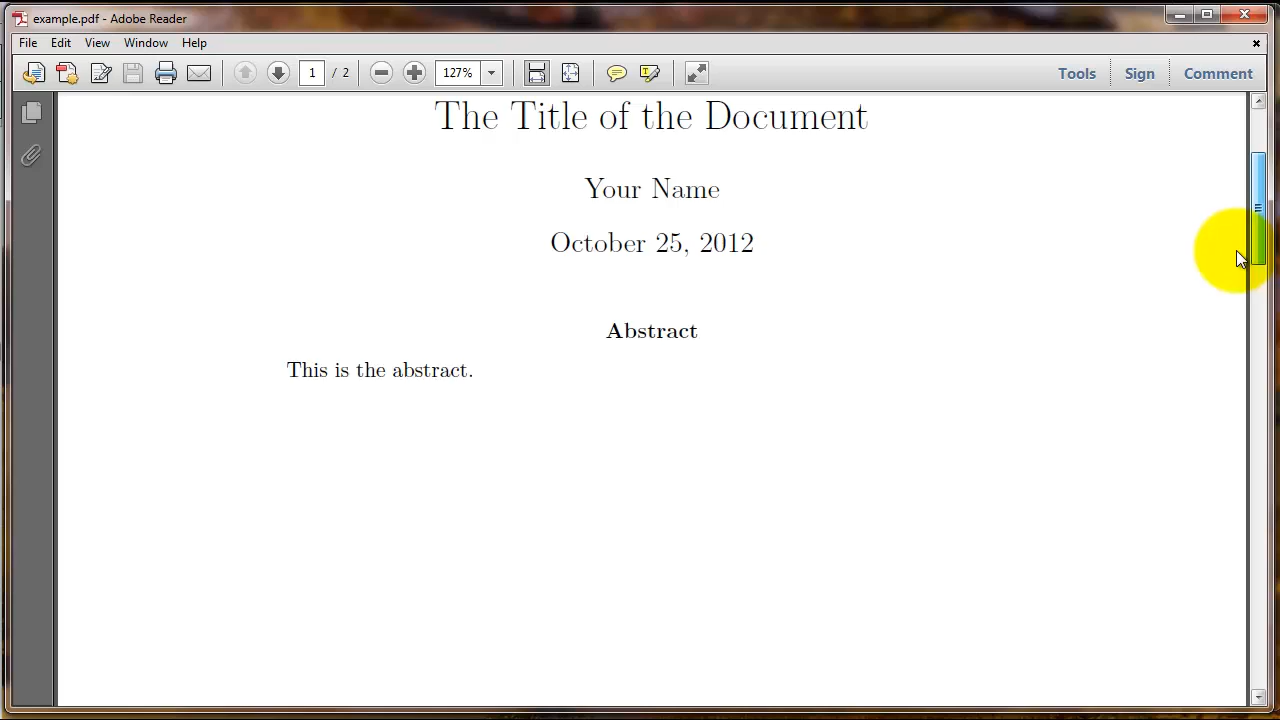 example.pdf - Adobe Reader
File Edit View Window Help
1 / 2 127% Tools Sign Comment
The Title of the Document
Your Name
October 25, 2012
Abstract
This is the abstract.